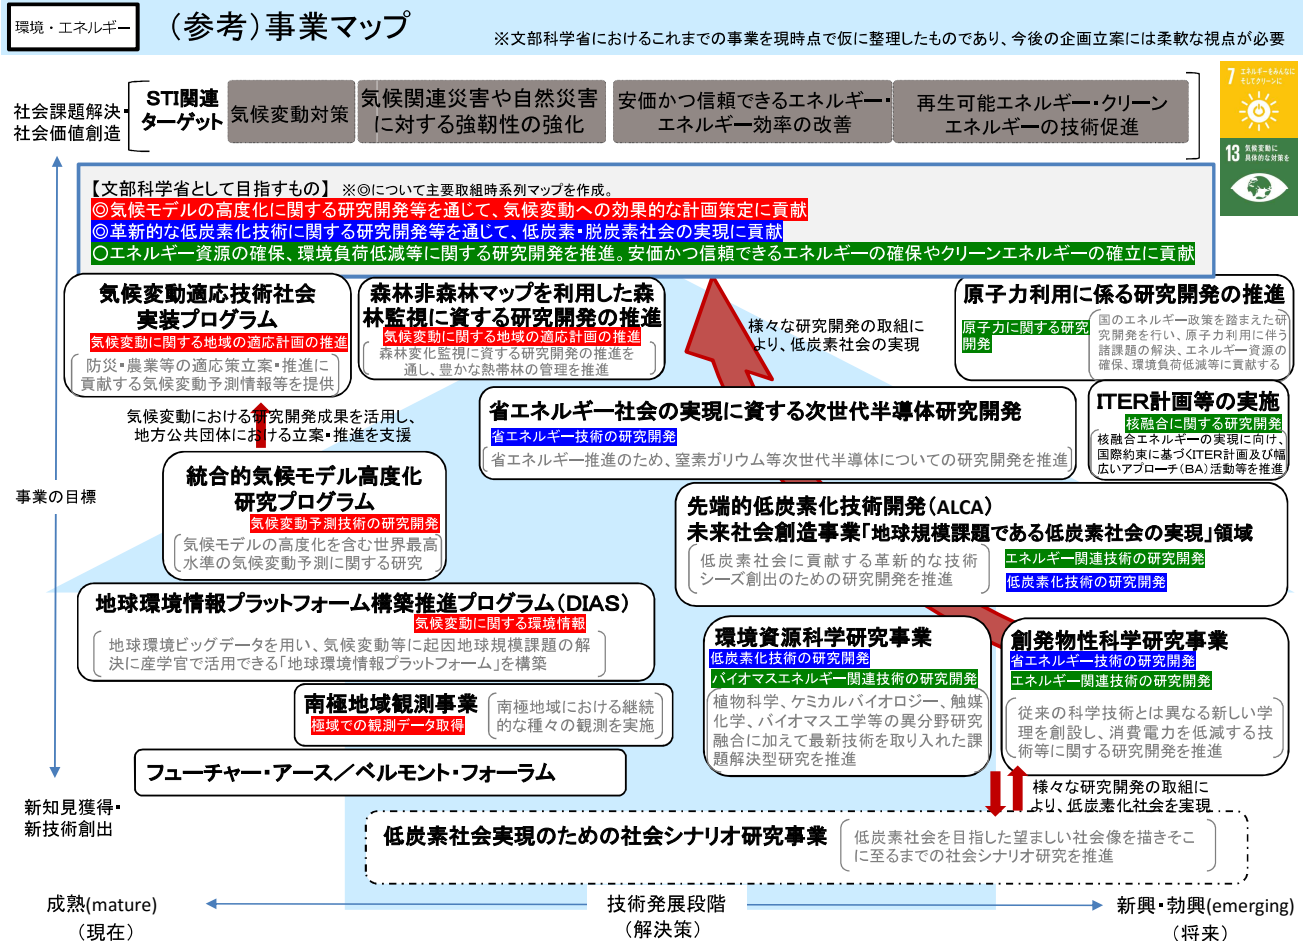 環境・エネルギー
（参考）事業マップ
※文部科学省におけるこれまでの事業を現時点で仮に整理したものであり、今後の企画立案には柔軟な視点が必要
社会課題解決・
社会価値創造
STI関連
ターゲット
気候変動対策
気候関連災害や自然災害
に対する強靭性の強化
安価かつ信頼できるエネルギー・
エネルギー効率の改善
再生可能エネルギー・クリーン
エネルギーの技術促進
7 エネルギーをみんなに
そしてクリーンに
13 気候変動に
具体的な対策を
【文部科学省として目指すもの】 ※◎について主要取組時系列マップを作成。
◎気候モデルの高度化に関する研究開発等を通じて、気候変動への効果的な計画策定に貢献
◎革新的な低炭素化技術に関する研究開発等を通じて、低炭素・脱炭素社会の実現に貢献
○エネルギー資源の確保、環境負荷低減等に関する研究開発を推進。安価かつ信頼できるエネルギーの確保やクリーンエネルギーの確立に貢献
気候変動適応技術社会
実装プログラム
気候変動に関する地域の適応計画の推進
防災・農業等の適応策立案・推進に
貢献する気候変動予測情報等を提供
森林非森林マップを利用した森
林監視に資する研究開発の推進
気候変動に関する地域の適応計画の推進
森林変化監視に資する研究開発の推進を
通し、豊かな熱帯林の管理を推進
様々な研究開発の取組に
より、低炭素社会の実現
原子力利用に係る研究開発の推進
原子力に関する研究
開発
国のエネルギー政策を踏まえた研
究開発を行い、原子力利用に伴う
諸課題の解決、エネルギー資源の
確保、環境負荷低減等に貢献する
気候変動における研究開発成果を活用し、
地方公共団体における立案・推進を支援
省エネルギー社会の実現に資する次世代半導体研究開発
省エネルギー技術の研究開発
省エネルギー推進のため、窒素ガリウム等次世代半導体についての研究開発を推進
ITER計画等の実施
核融合に関する研究開発
核融合エネルギーの実現に向け、
国際約束に基づくITER計画及び幅
広いアプローチ（BA）活動等を推進
統合的気候モデル高度化
研究プログラム
気候変動予測技術の研究開発
気候モデルの高度化を含む世界最高
水準の気候変動予測に関する研究
事業の目標
先端的低炭素化技術開発（ALCA）
未来社会創造事業「地球規模課題である低炭素社会の実現」領域
低炭素社会に貢献する革新的な技術
シーズ創出のための研究開発を推進
エネルギー関連技術の研究開発
低炭素化技術の研究開発
地球環境情報プラットフォーム構築推進プログラム（DIAS）
気候変動に関する環境情報
地球環境ビッグデータを用い、気候変動等に起因地球規模課題の解
決に産学官で活用できる「地球環境情報プラットフォーム」を構築
環境資源科学研究事業
低炭素化技術の研究開発
バイオマスエネルギー関連技術の研究開発
植物科学、ケミカルバイオロジー、触媒
化学、バイオマス工学等の異分野研究
融合に加えて最新技術を取り入れた課
題解決型研究を推進
創発物性科学研究事業
省エネルギー技術の研究開発
エネルギー関連技術の研究開発
従来の科学技術とは異なる新しい学
理を創設し、消費電力を低減する技
術等に関する研究開発を推進
南極地域観測事業
極域での観測データ取得
南極地域における継続
的な種々の観測を実施
フューチャー・アース／ベルモント・フォーラム
新知見獲得・
新技術創出
様々な研究開発の取組に
より、低炭素化社会を実現
低炭素社会実現のための社会シナリオ研究事業
低炭素社会を目指した望ましい社会像を描きそこ
に至るまでの社会シナリオ研究を推進
成熟(mature)
（現在）
技術発展段階
（解決策）
新興・勃興(emerging)
（将来）